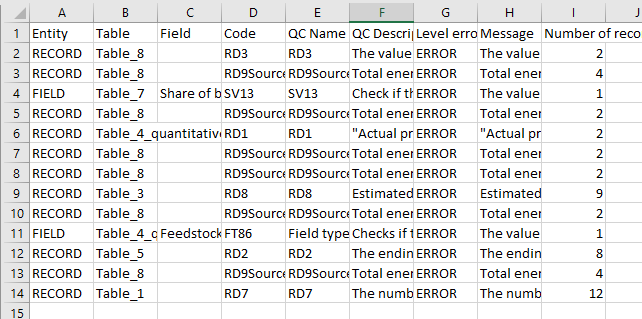 A B C D E F G H I J
1 Entity Table Field Code QC Name QC Descri Level erro Message Number of reco
2 RECORD Table_8 RD3 RD3 The value ERROR The value 2
3 RECORD Table_8 RD9Source RD9Source Total ener ERROR Total ener 4
4 FIELD Table_7 Share of b SV13 SV13 Check if th ERROR The value 1
5 RECORD Table_8 RD9Source RD9Source Total ener ERROR Total ener 2
6 RECORD Table_4_quantitative RD1 RD1 "Actual pr ERROR "Actual pr 2
7 RECORD Table_8 RD9Source RD9Source Total ener ERROR Total ener 2
8 RECORD Table_8 RD9Source RD9Source Total ener ERROR Total ener 2
9 RECORD Table_3 RD8 RD8 Estimated ERROR Estimated 9
10 RECORD Table_8 RD9Source RD9Source Total ener ERROR Total ener 2
11 FIELD Table_4_q Feedstock FT86 Field type Checks if t ERROR The value 1
12 RECORD Table_5 RD2 RD2 The endin ERROR The endin 8
13 RECORD Table_8 RD9Source RD9Source Total ener ERROR Total ener 4
14 RECORD Table_1 RD7 RD7 The numb ERROR The numb 12
15